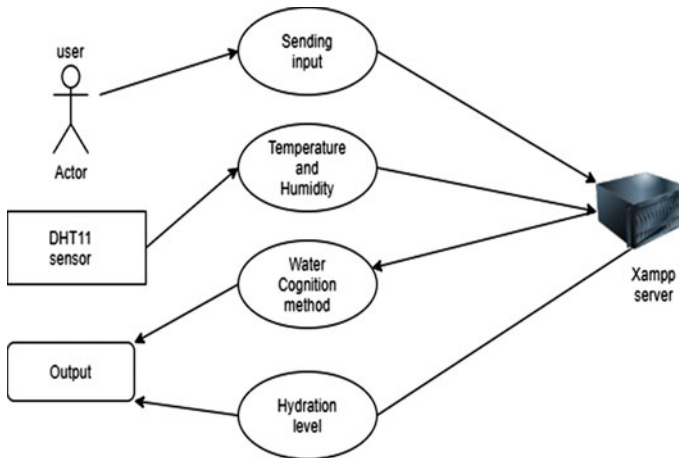 user
Actor
Sending
input
Temperature
and
Humidity
DHT11
sensor
Water
Cognition
method
Xampp
server
Output
Hydration
level